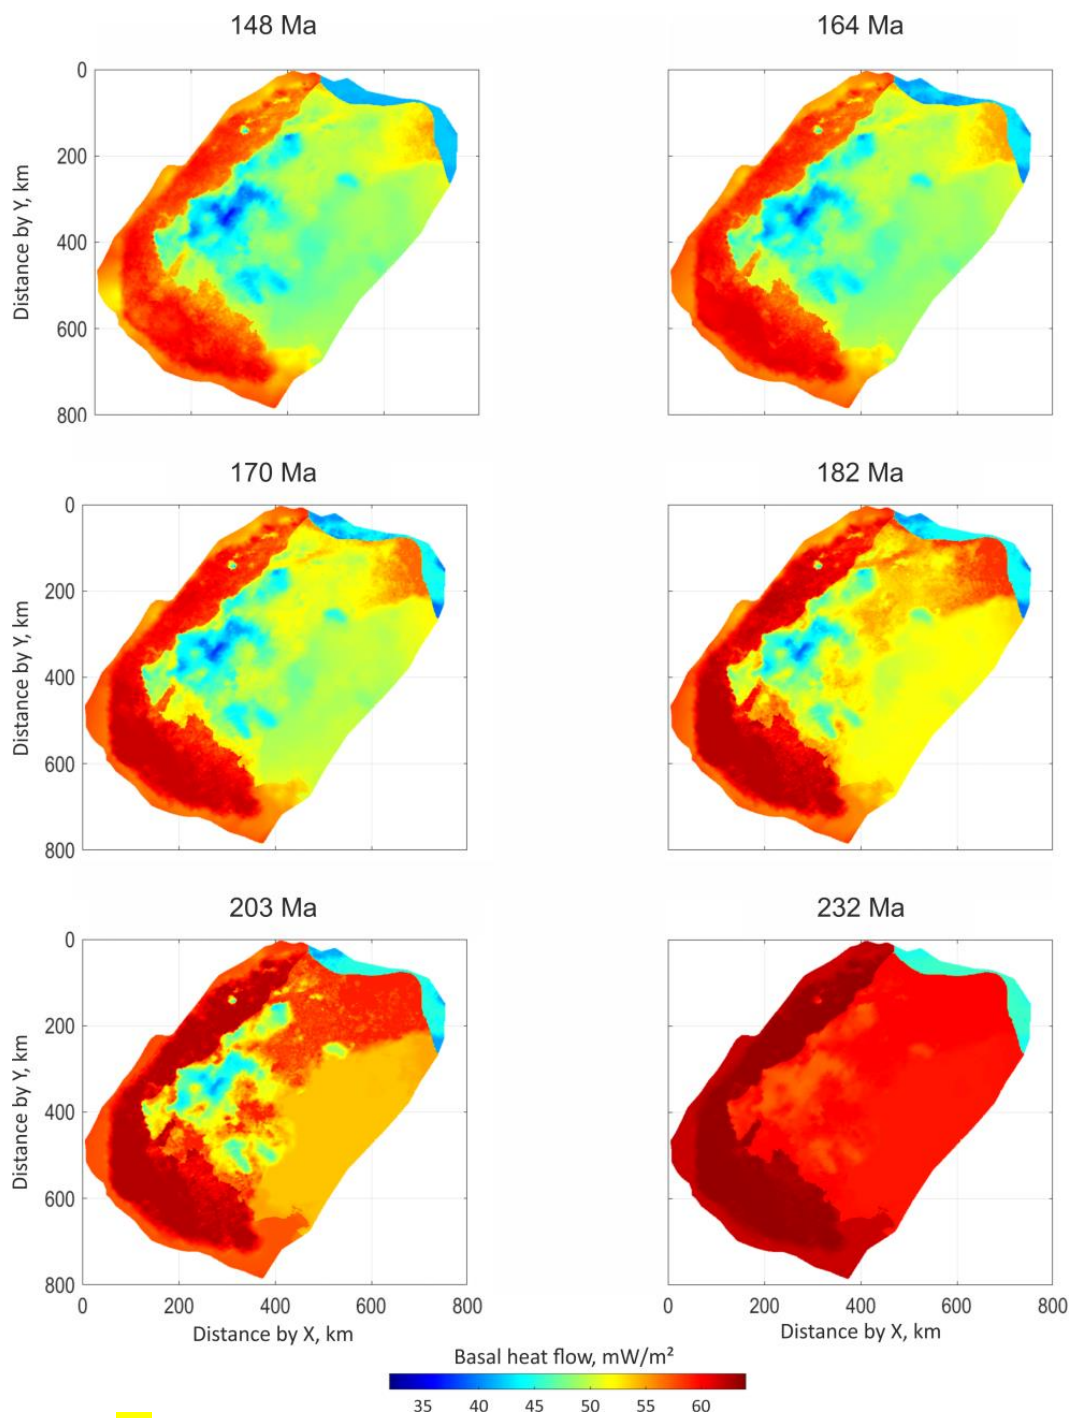 148 Ma
164 Ma
0
200
400
600
800
Distance by Y, km
170 Ma
182 Ma
0
200
400
600
800
Distance by Y, km
203 Ma
232 Ma
0
200
400
600
800
Distance by Y, km
0 200 400 600 800
0 200 400 600 800
Distance by X, km
Distance by X, km
Basal heat flow, mW/m²
35 40 45 50 55 60